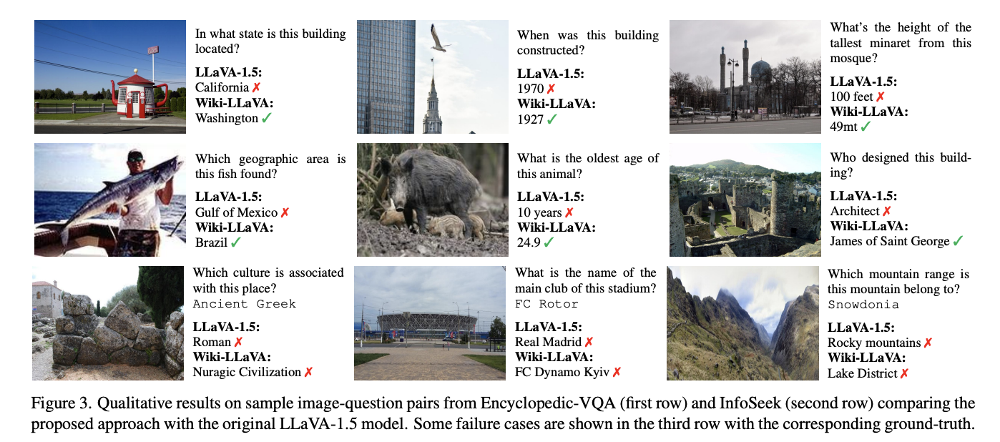 In what state is this building
located?
LLaVA-1.5:
California ✗
Wiki-LLaVA:
Washington ✓
When was this building
constructed?
LLaVA-1.5:
1970 ✗
Wiki-LLaVA:
1927 ✓
What's the height of the
tallest minaret from this
mosque?
LLaVA-1.5:
100 feet ✗
Wiki-LLaVA:
49mt ✓
Which geographic area is
this fish found?
LLaVA-1.5:
Gulf of Mexico ✗
Wiki-LLaVA:
Brazil ✓
What is the oldest age of
this animal?
LLaVA-1.5:
10 years ✗
Wiki-LLaVA:
24.9 ✓
Who designed this build-
ing?
LLaVA-1.5:
Architect ✗
Wiki-LLaVA:
James of Saint George ✓
Which culture is associated
with this place?
Ancient Greek
LLaVA-1.5:
Roman ✗
Wiki-LLaVA:
Nuragic Civilization ✗
What is the name of the
main club of this stadium?
FC Rotor
LLaVA-1.5:
Real Madrid ✗
Wiki-LLaVA:
FC Dynamo Kyiv ✗
Which mountain range is
this mountain belong to?
Snowdonia
LLaVA-1.5:
Rocky mountains ✗
Wiki-LLaVA:
Lake District ✗
Figure 3. Qualitative results on sample image-question pairs from Encyclopedic-VQA (first row) and InfoSeek (second row) comparing the
proposed approach with the original LLaVA-1.5 model. Some failure cases are shown in the third row with the corresponding ground-truth.